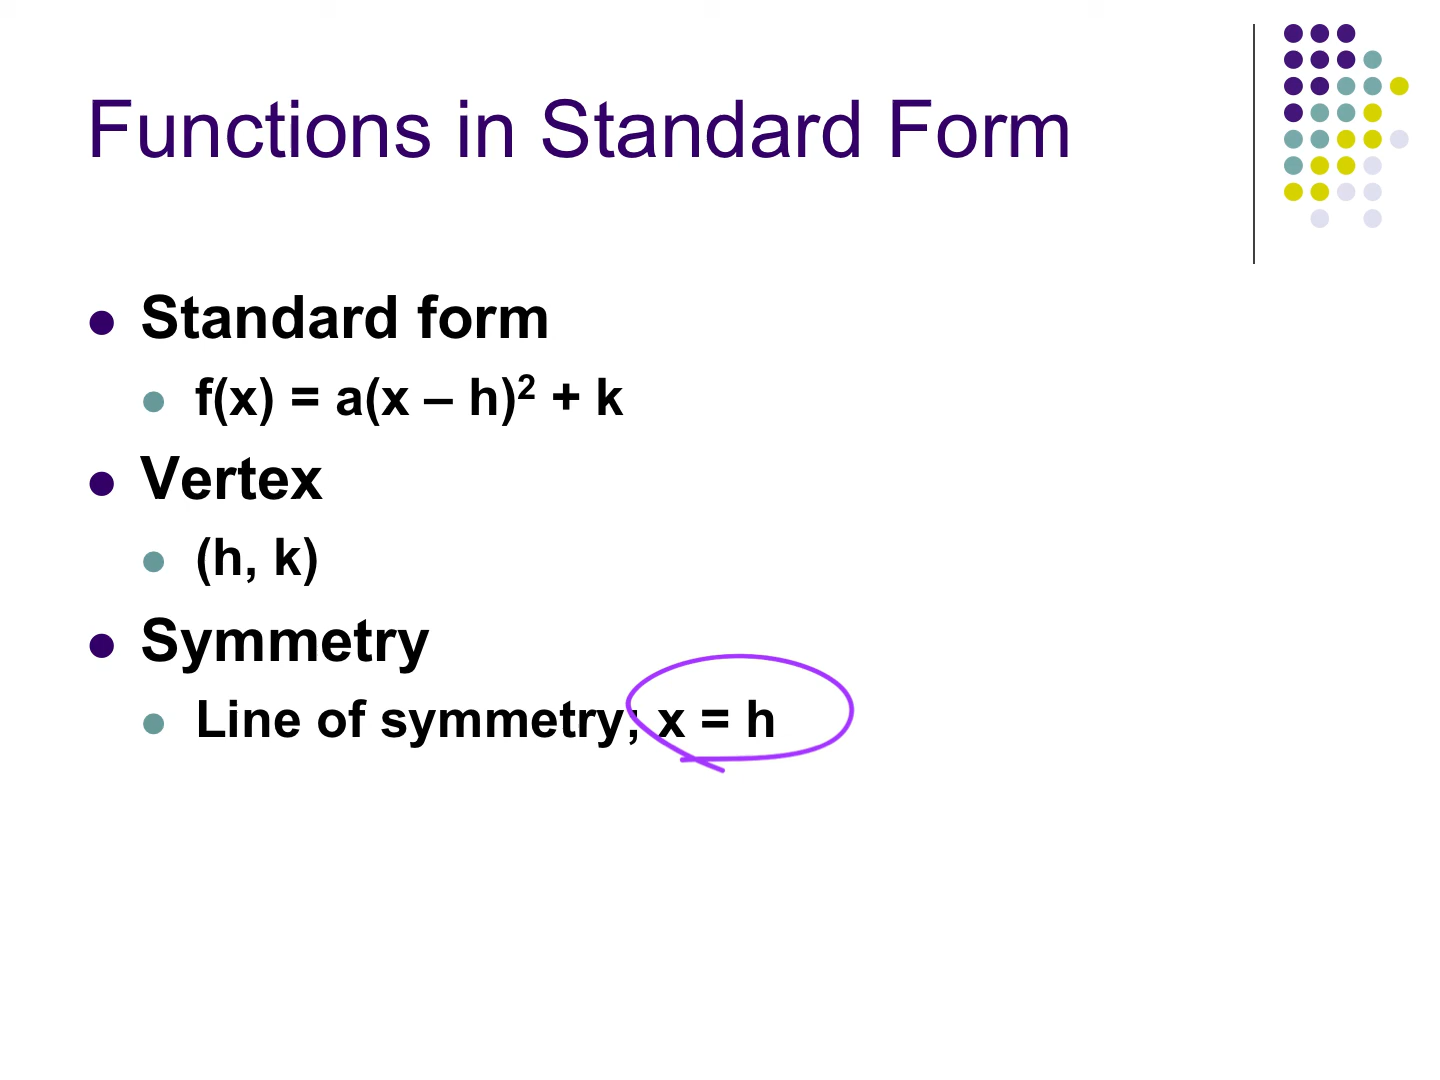 Functions in Standard Form
Standard form
f(x) = a(x – h)² + k
Vertex
(h, k)
Symmetry
Line of symmetry; x = h